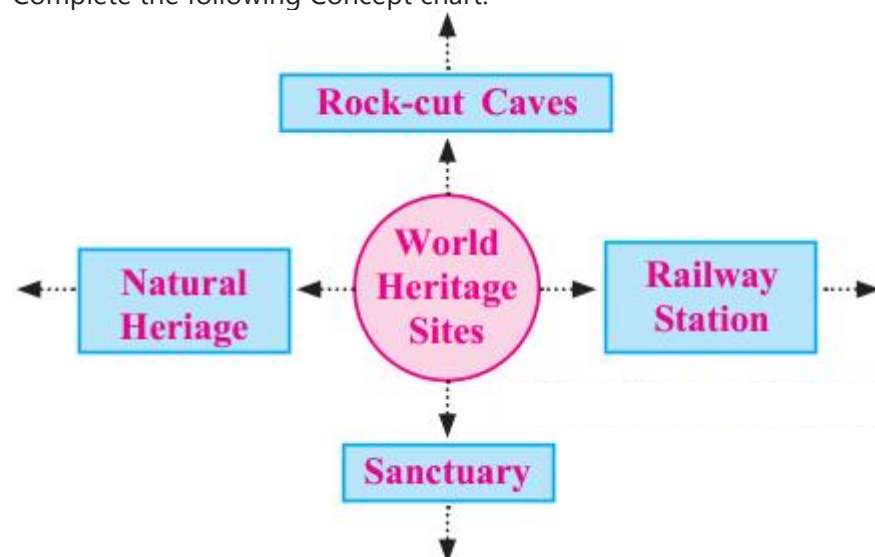 Complete the following Concept chart.
Rock-cut Caves
World
Heritage
Sites
Natural
Heriage
Railway
Station
Sanctuary